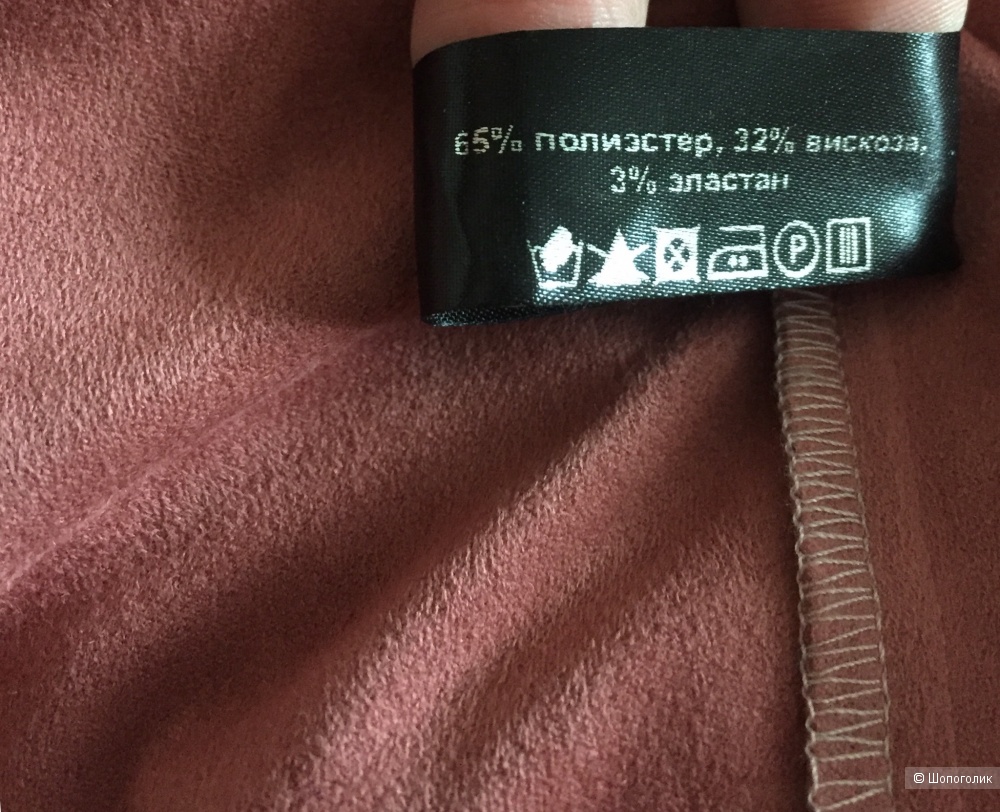 65% полиэстер, 32% вискоза,
3% эластан
P
© Шопоголик